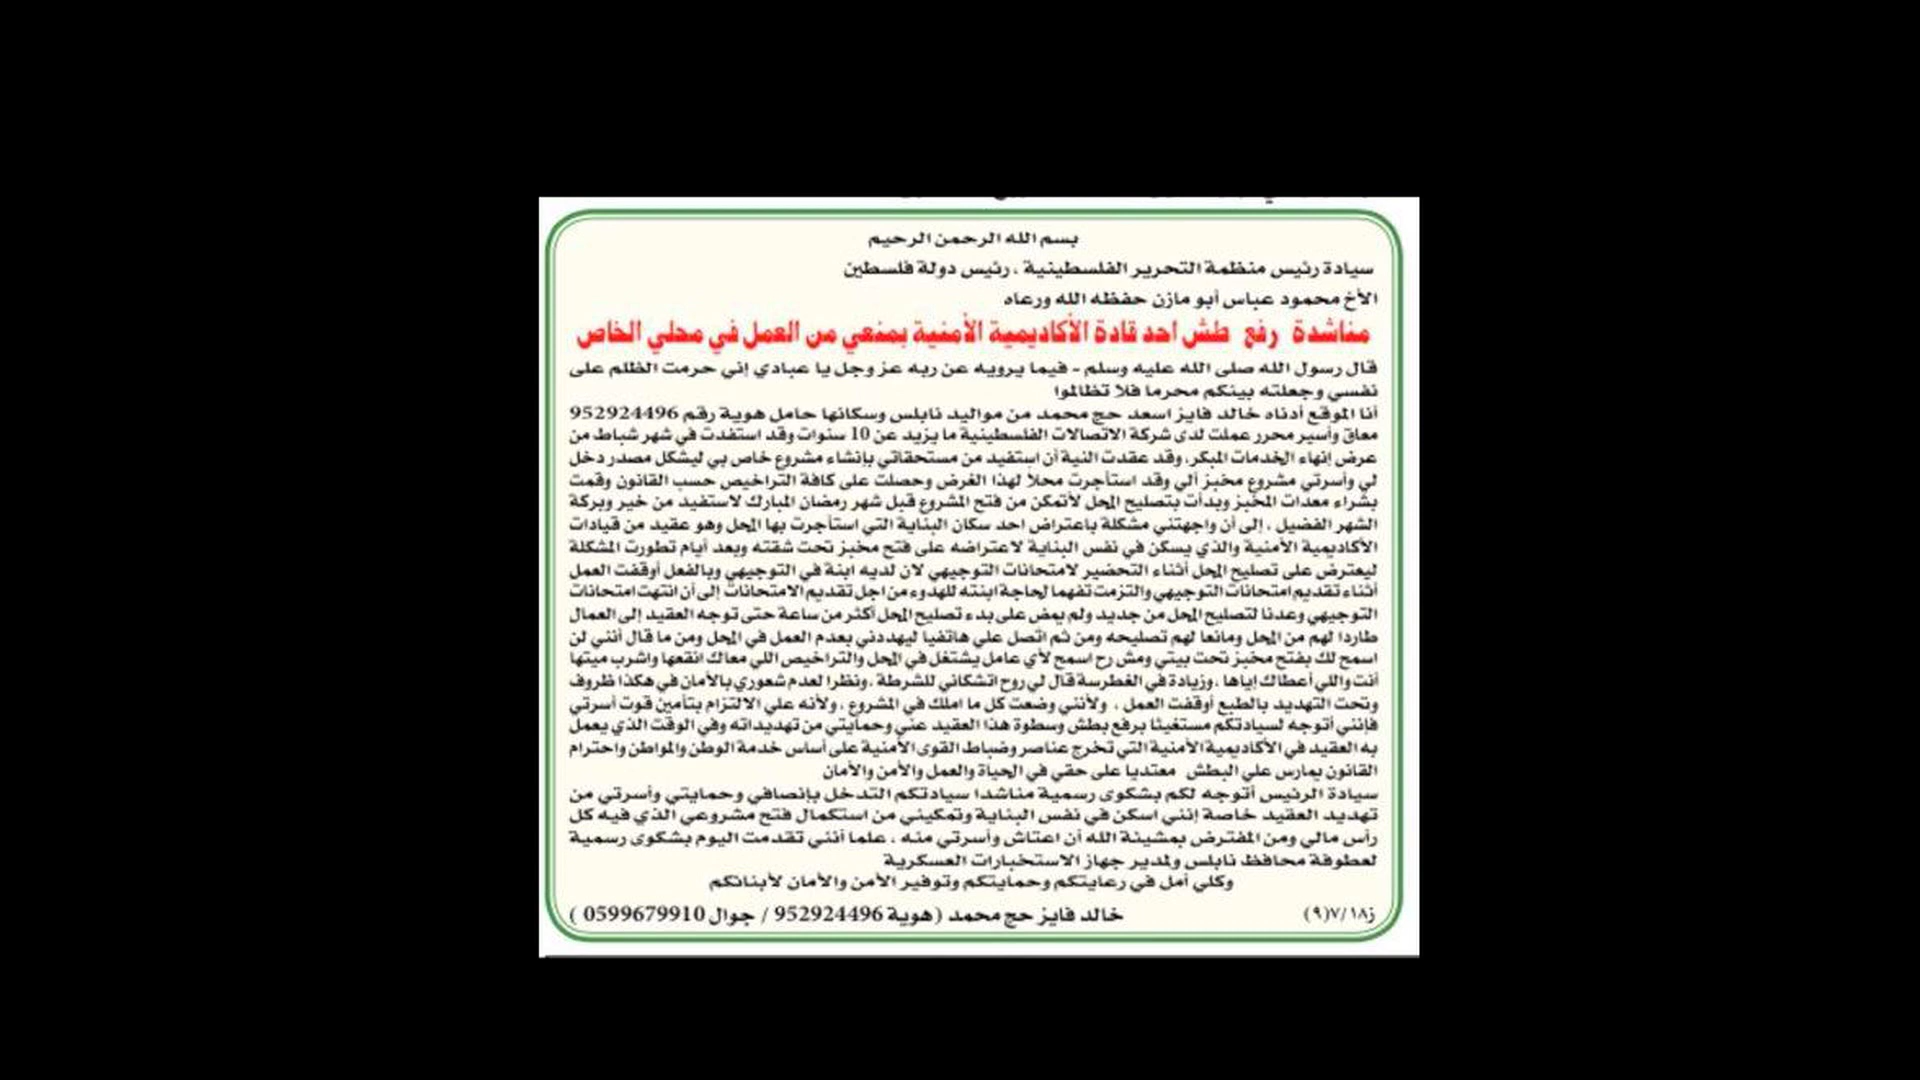 بسم الله الرحمن الرحيم
سيادة رئيس منظمة التحرير الفلسطينية ، رئيس دولة فلسطين
الأخ محمود عباس أبو مازن حفظه الله ورعاه
مناشدة رفع طش احد قادة الأكاديمية الأمنية بمنعي من العمل في محلي الخاص
قال رسول الله صلى الله عليه وسلم - فيما يرويه عن ربه عز وجل يا عبادي إني حرمت الظلم على
نفسي وجعلته بينكم محرما فلا تظالموا
أنا الموقع أدناه خالد فايز اسعد حج محمد من مواليد نابلس وسكانها حامل هوية رقم 952924496
معاق وأسير محرر عملت لدى شركة الاتصالات الفلسطينية ما يزيد عن 10 سنوات وقد استفدت في شهر شباط من
عرض إنهاء الخدمات المبكر، وقد عقدت النية أن استفيد من مستحقاتي بإنشاء مشروع خاص بي ليشكل مصدر دخل
لي وأسرتي مشروع مخبز ألي وقد استأجرت محلا لهذا الغرض وحصلت على كافة التراخيص حسب القانون وقمت
بشراء معدات المخبز وبدأت بتصليح المحل لأتمكن من فتح المشروع قبل شهر رمضان المبارك لاستفيد من خير وبركة
الشهر الفضيل ، إلى أن واجهتني مشكلة باعتراض احد سكان البناية التي استأجرت بها المحل وهو عقيد من قيادات
الأكاديمية الأمنية والذي يسكن في نفس البناية لاعتراضه على فتح مخبز تحت شقته وبعد أيام تطورت المشكلة
ليعترض على تصليح المحل أثناء التحضير لامتحانات التوجيهي لان لديه ابنة في التوجيهي وبالفعل أوقفت العمل
أثناء تقديم امتحانات التوجيهي والتزمت تفهما لحاجة ابنته للهدوء من اجل تقديم الامتحانات إلى أن انتهت امتحانات
التوجيهي وعدنا لتصليح المحل من جديد ولم يمض على بدء تصليح المحل أكثر من ساعة حتى توجه العقيد إلى العمال
طاردا لهم من المحل ومانعا لهم تصليحه ومن ثم اتصل علي هاتفيا ليهددني بعدم العمل في المحل ومن ما قال أنني لن
اسمح لك بفتح مخبز تحت بيتي ومش رح اسمح لأي عامل يشتغل في المحل والتراخيص اللي معاك انقعها واشرب ميتها
أنت واللي أعطاك إياها ، وزيادة في الغطرسة قال لي روح اتشكاني للشرطة ، ونظرا لعدم شعوري بالأمان في هكذا ظروف
وتحت التهديد بالطبع أوقفت العمل ، ولأنني وضعت كل ما املك في المشروع ، ولأنه علي الالتزام بتأمين قوت أسرتي
فإنني أتوجه لسيادتكم مستغيثا برفع بطش وسطوة هذا العقيد عني وحمايتي من تهديداته وفي الوقت الذي يعمل
به العقيد في الأكاديمية الأمنية التي تخرج عناصر وضباط القوى الأمنية على أساس خدمة الوطن والمواطن واحترام
القانون يمارس علي البطش معتديا على حقي في الحياة والعمل والأمن والأمان
سيادة الرئيس أتوجه لكم بشكوى رسمية مناشدا سيادتكم التدخل بإنصافي وحمايتي وأسرتي من
تهديد العقيد خاصة إنني اسكن في نفس البناية وتمكيني من استكمال فتح مشروعي الذي فيه كل
رأس مالي ومن المفترض بمشيئة الله أن اعتاش وأسرتي منه ، علما أنني تقدمت اليوم بشكوى رسمية
لعطوفة محافظ نابلس ولمدير جهاز الاستخبارات العسكرية
وكلي أمل في رعايتكم وحمايتكم وتوفير الأمن والأمان لأبنائكم
خالد فايز حج محمد (هوية 952924496 / جوال 0599679910 )
ز٧/١٨(٩)